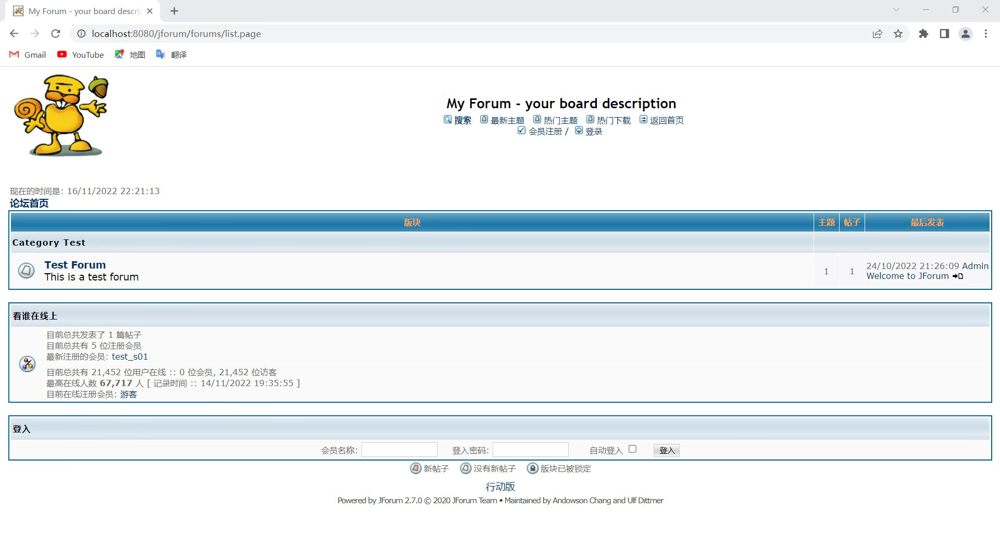 My Forum - your board descrip
localhost:8080/jforum/forums/list.page
Gmail YouTube 地图 翻译
My Forum - your board description
搜索 最新主题 热门主题 热门下载 返回首页
会员注册 / 登录
现在的时间是: 16/11/2022 22:21:13
论坛首页
版块 主题 帖子 最后发表
Category Test
Test Forum
This is a test forum
1 1
24/10/2022 21:26:09 Admin
Welcome to JForum
看谁在线上
目前总共发表了 1 篇帖子
目前总共有 5 位注册会员
最新注册的会员: test_s01
目前总共有 21,452 位用户在线 :: 0 位会员, 21,452 位访客
最高在线人数 67,717 人 [ 记录时间 :: 14/11/2022 19:35:55 ]
目前在线注册会员: 游客
登入
会员名称: 登入密码: 自动登入 登入
新帖子 没有新帖子 版块已被锁定
行动版
Powered by JForum 2.7.0 © 2020 JForum Team • Maintained by Andowson Chang and Ulf Dittmer